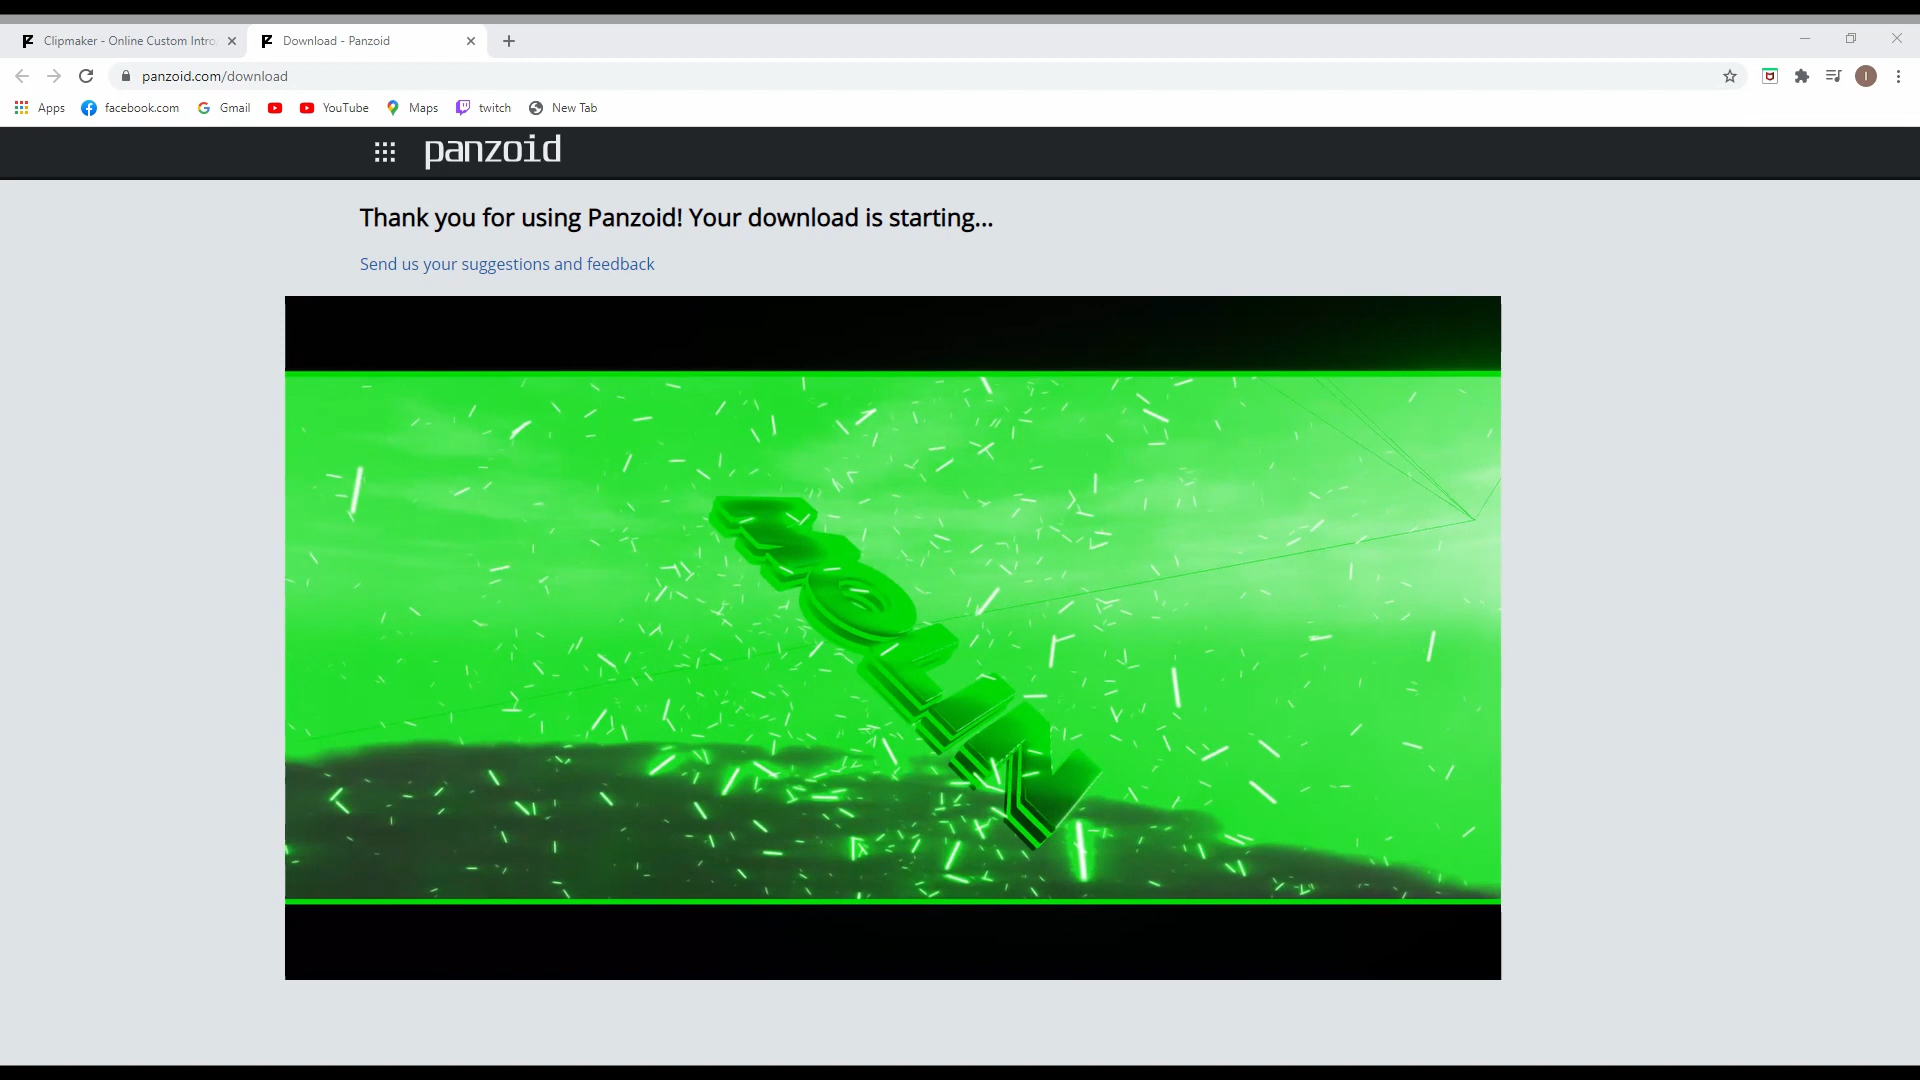 Clipmaker - Online Custom Intro
Download - Panzoid
panzoid.com/download
I
Apps
facebook.com
Gmail
YouTube
Maps
twitch
New Tab
panzoid
Thank you for using Panzoid! Your download is starting...
Send us your suggestions and feedback